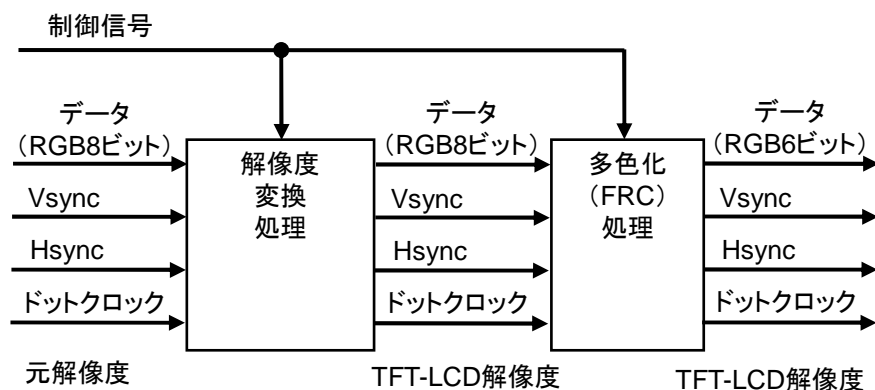 制御信号
データ
（RGB8ビット）
Vsync
Hsync
ドットクロック
元解像度
解像度
変換
処理
データ
（RGB8ビット）
Vsync
Hsync
ドットクロック
TFT-LCD解像度
多色化
（FRC）
処理
データ
（RGB6ビット）
Vsync
Hsync
ドットクロック
TFT-LCD解像度